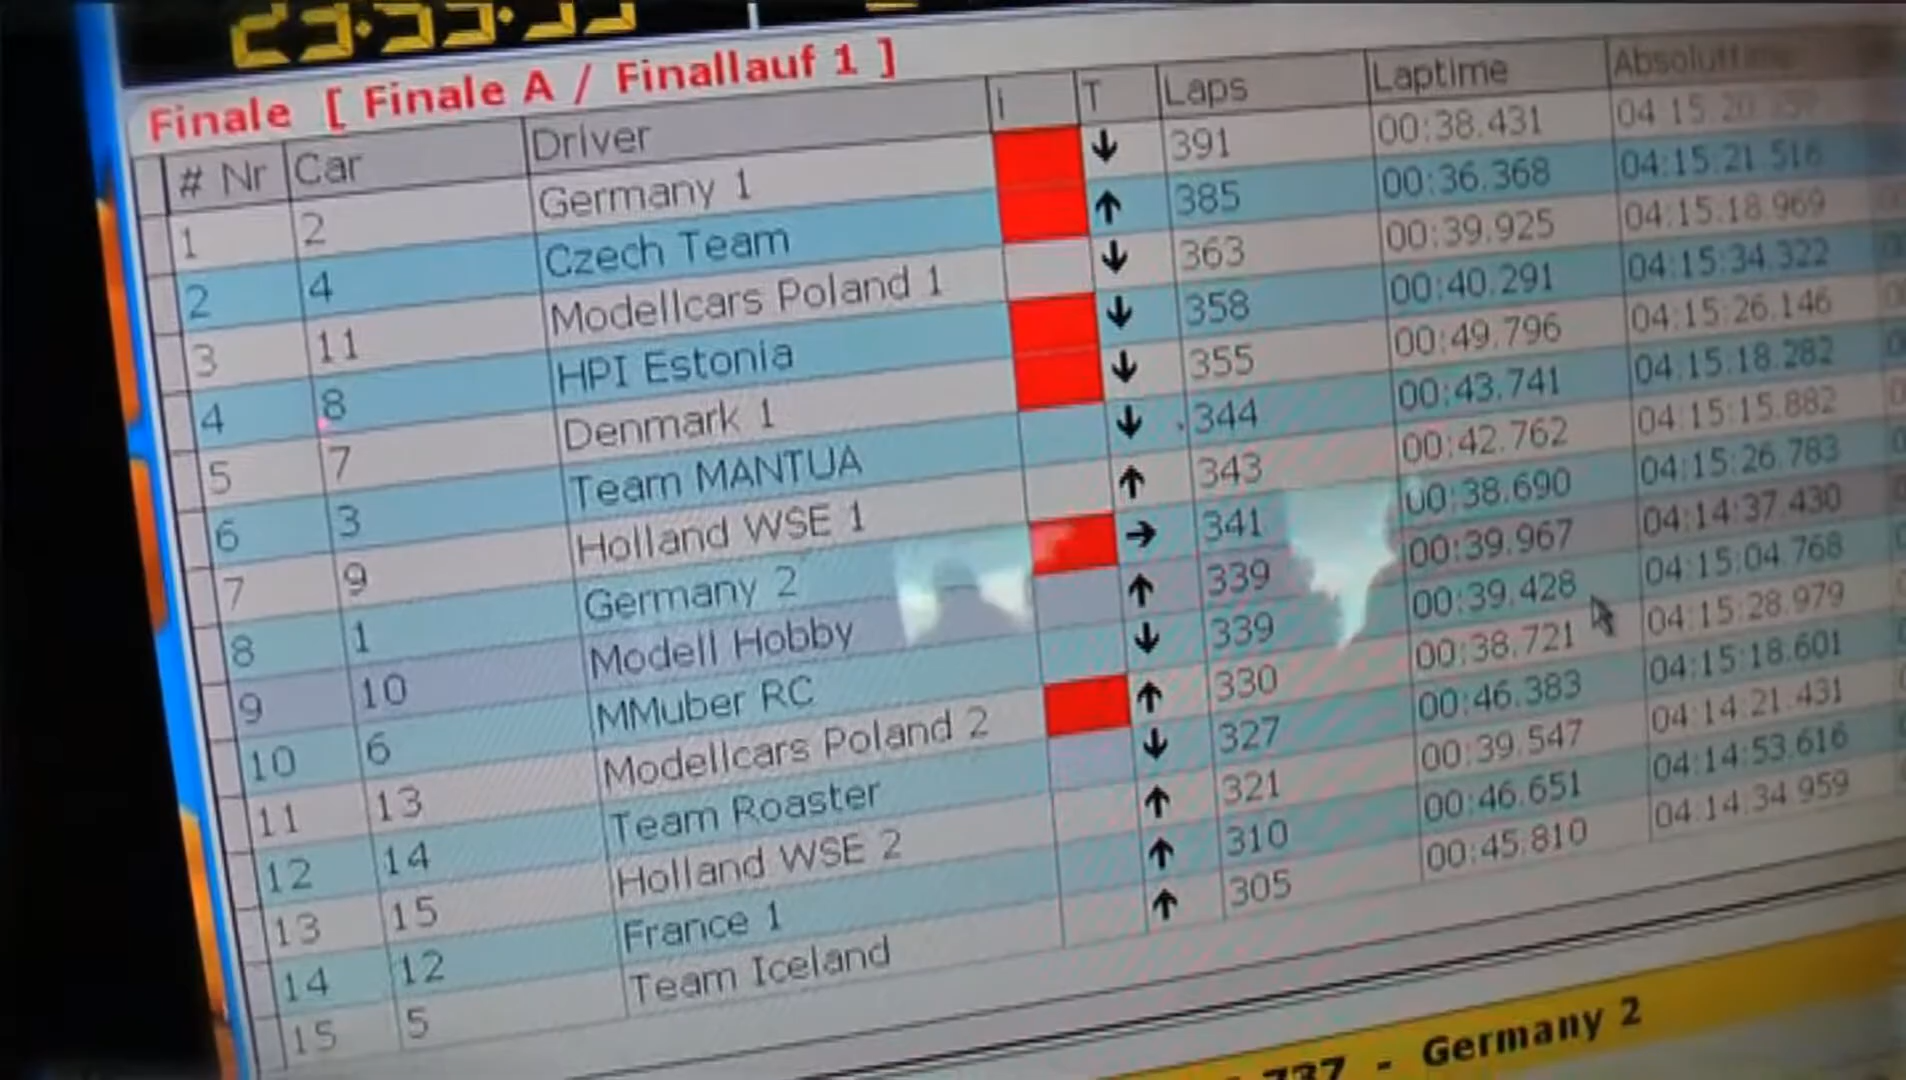 Finale [ Finale A / Finallauf 1 ]
# Nr Car Driver i T Laps Laptime Absoluttime
1 2 Germany 1 ↓ 391 00:38.431
2 4 Czech Team ↑ 385 00:36.368 04:15:21.516
3 11 Modellcars Poland 1 ↓ 363 00:39.925 04:15:18.969
4 8 HPI Estonia ↓ 358 00:40.291 04:15:34.322
5 7 Denmark 1 ↓ 355 00:49.796 04:15:26.146
6 3 Team MANTUA ↓ 344 00:43.741 04:15:18.282
7 9 Holland WSE 1 ↑ 343 00:42.762 04:15:15.882
8 1 Germany 2 → 341 00:38.690 04:15:26.783
9 10 Modell Hobby ↑ 339 00:39.967 04:14:37.430
10 6 MMuber RC ↓ 339 00:39.428 04:15:04.768
11 13 Modellcars Poland 2 ↑ 330 00:38.721 04:15:28.979
12 14 Team Roaster ↓ 327 00:46.383 04:15:18.601
13 15 Holland WSE 2 ↑ 321 00:39.547 04:14:21.431
14 12 France 1 ↑ 310 00:46.651 04:14:53.616
15 5 Team Iceland ↑ 305 00:45.810 04:14:34.959
737 - Germany 2